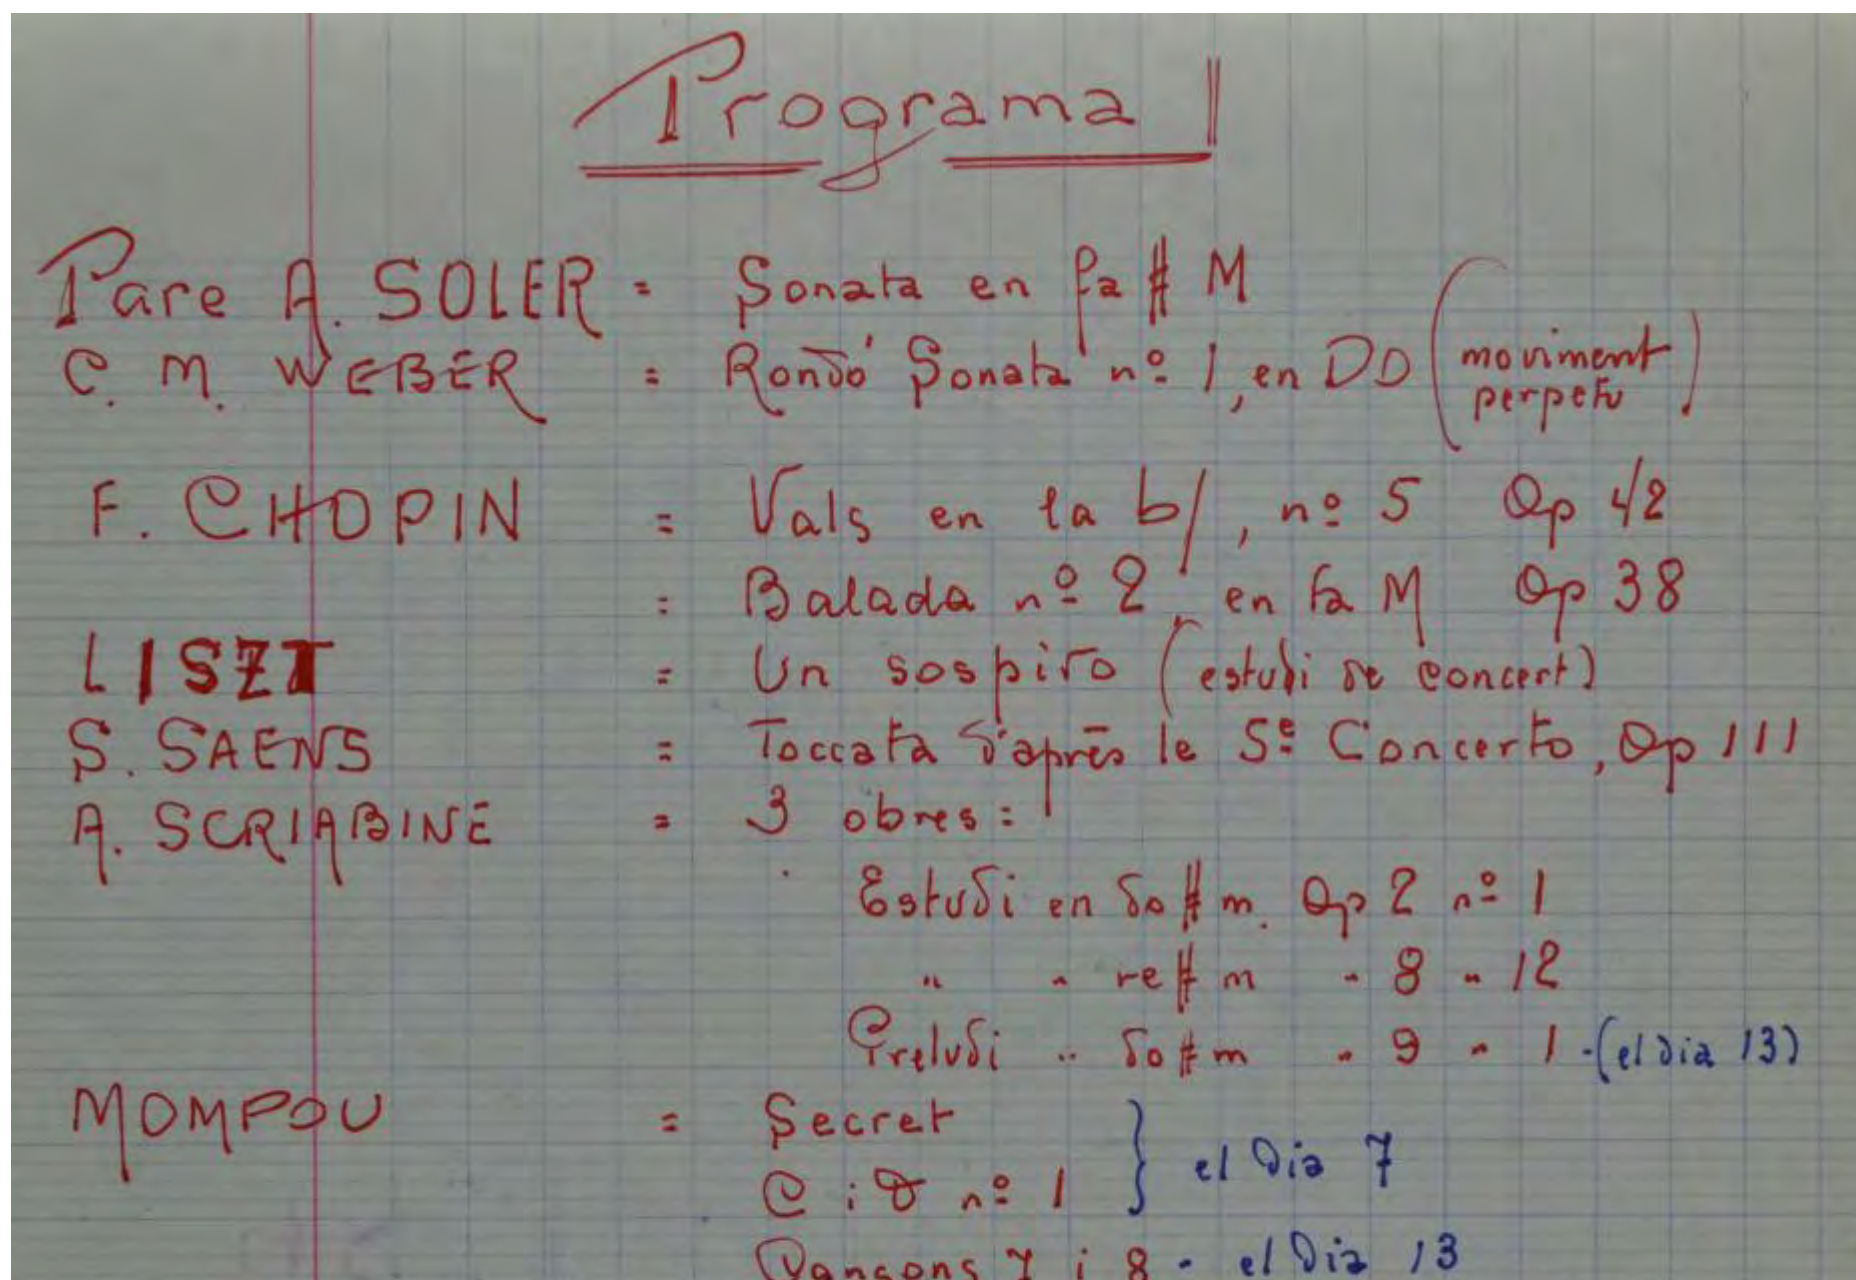 Programa I
Pare A. SOLER = Sonata en fa # M
C. M. WEBER = Rondó Sonata nº 1, en DO (moviment perpetu)
F. CHOPIN = Vals en la b/, nº 5 Op 42
= Balada nº 2, en fa M Op 38
LISZT = Un sospiro (estudi de concert)
S. SAENS = Toccata d'après le 5è Concerto, Op 111
A. SCRIABINE = 3 obres:
Estudi en do # m. Op 2 nº 1
" " re # m " 8 " 12
Preludi " do # m " 9 " 1 - (el dia 13)
MOMPOU = Secret
C i D nº 1 } el dia 7
Cançons 7 i 8 - el dia 13